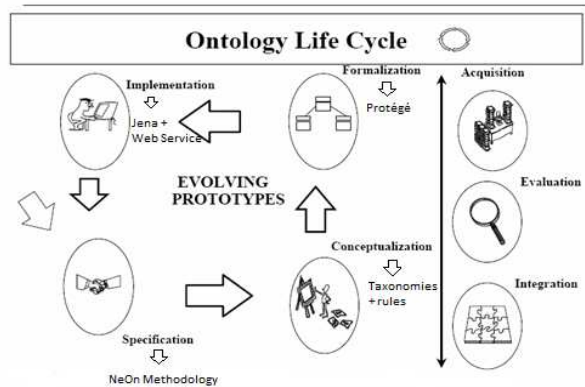 Ontology Life Cycle
Implementation
Jena +
Web Service
Formalization
Protégé
Acquisition
EVOLVING
PROTOTYPES
Evaluation
Conceptualization
Taxonomies
+rules
Integration
Specification
NeOn Methodology